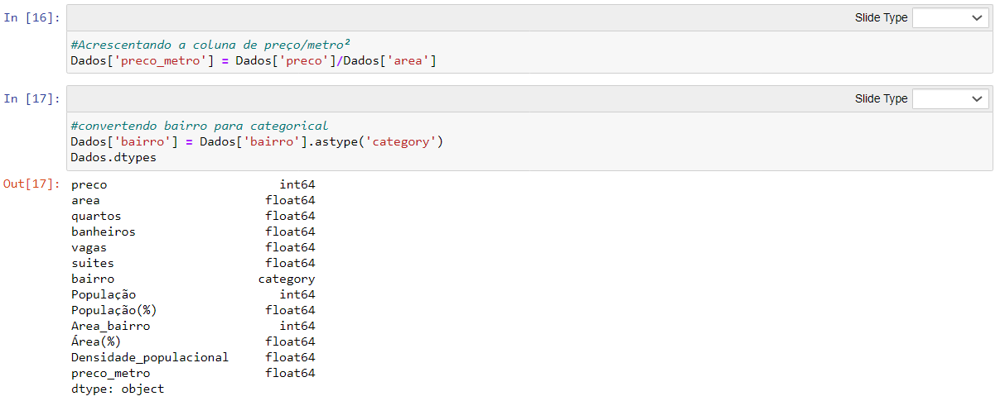 In [16]:
Slide Type
#Acrescentando a coluna de preço/metro²
Dados['preco_metro'] = Dados['preco']/Dados['area']
In [17]:
Slide Type
#convertendo bairro para categorical
Dados['bairro'] = Dados['bairro'].astype('category')
Dados.dtypes
Out[17]:
preco int64
area float64
quartos float64
banheiros float64
vagas float64
suites float64
bairro category
População int64
População(%) float64
Area_bairro int64
Área(%) float64
Densidade_populacional float64
preco_metro float64
dtype: object